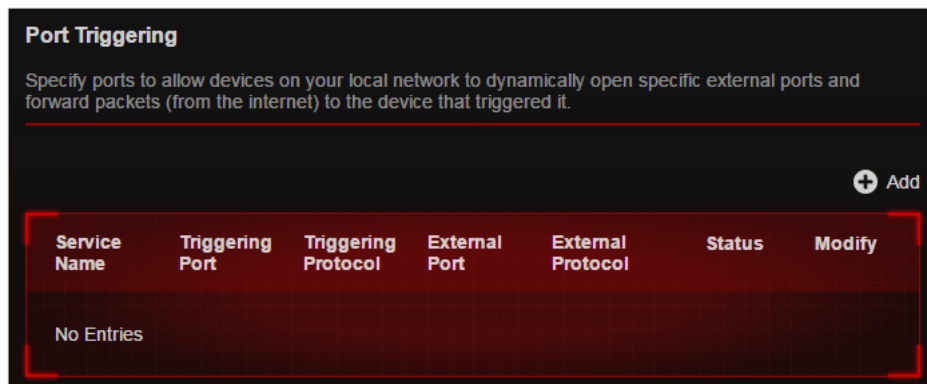 Port Triggering
Specify ports to allow devices on your local network to dynamically open specific external ports and
forward packets (from the internet) to the device that triggered it.
Add
Service Name Triggering Port Triggering Protocol External Port External Protocol Status Modify
No Entries